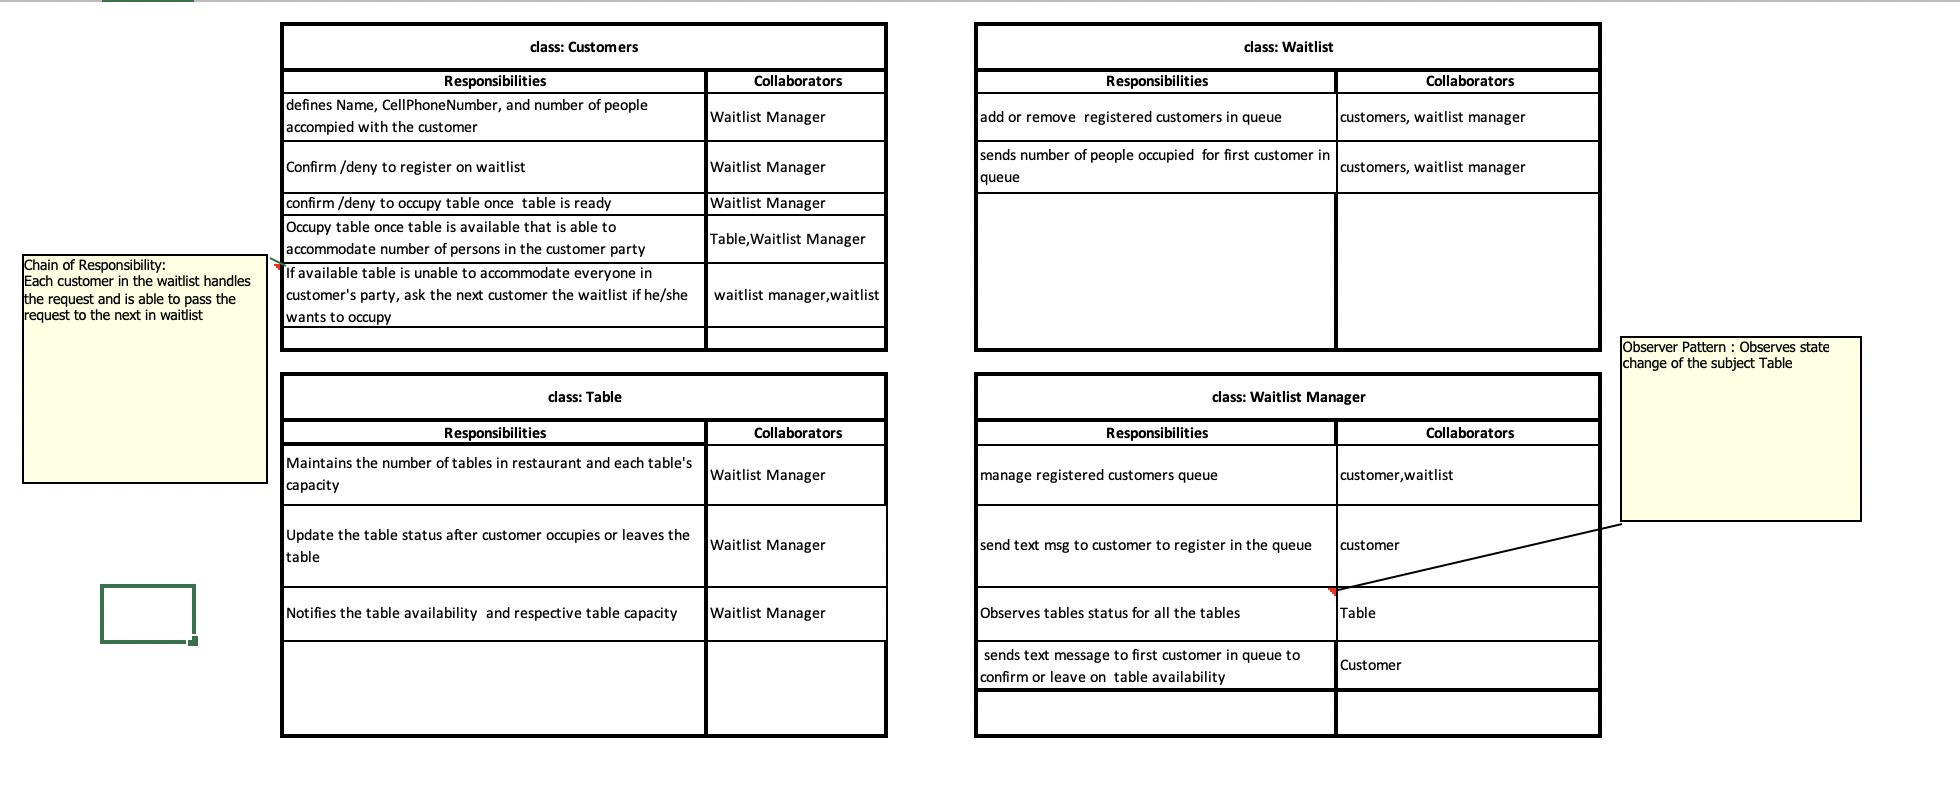 class: Customers
Responsibilities
Collaborators
defines Name, CellPhoneNumber, and number of people
accompied with the customer
Waitlist Manager
Confirm /deny to register on waitlist
Waitlist Manager
confirm /deny to occupy table once  table is ready
Waitlist Manager
Occupy table once table is available that is able to
accommodate number of persons in the customer party
Table,Waitlist Manager
If available table is unable to accommodate everyone in
customer's party, ask the next customer the waitlist if he/she
wants to occupy
waitlist manager,waitlist
class: Waitlist
Responsibilities
Collaborators
add or remove  registered customers in queue
customers, waitlist manager
sends number of people occupied  for first customer in
queue
customers, waitlist manager
Chain of Responsibility:
Each customer in the waitlist handles
the request and is able to pass the
request to the next in waitlist
Observer Pattern : Observes state
change of the subject Table
class: Table
Responsibilities
Collaborators
Maintains the number of tables in restaurant and each table's
capacity
Waitlist Manager
Update the table status after customer occupies or leaves the
table
Waitlist Manager
Notifies the table availability  and respective table capacity
Waitlist Manager
class: Waitlist Manager
Responsibilities
Collaborators
manage registered customers queue
customer,waitlist
send text msg to customer to register in the queue
customer
Observes tables status for all the tables
Table
sends text message to first customer in queue to
confirm or leave on  table availability
Customer